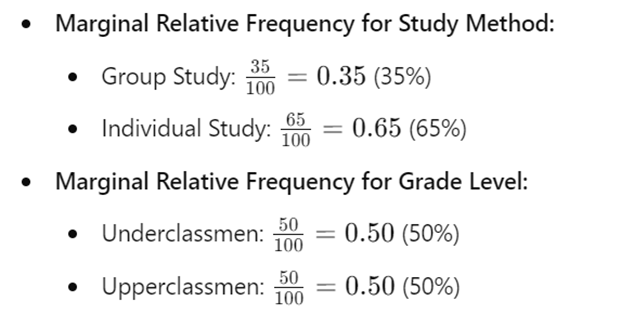 • Marginal Relative Frequency for Study Method:
• Group Study: 35/100 = 0.35 (35%)
• Individual Study: 65/100 = 0.65 (65%)
• Marginal Relative Frequency for Grade Level:
• Underclassmen: 50/100 = 0.50 (50%)
• Upperclassmen: 50/100 = 0.50 (50%)